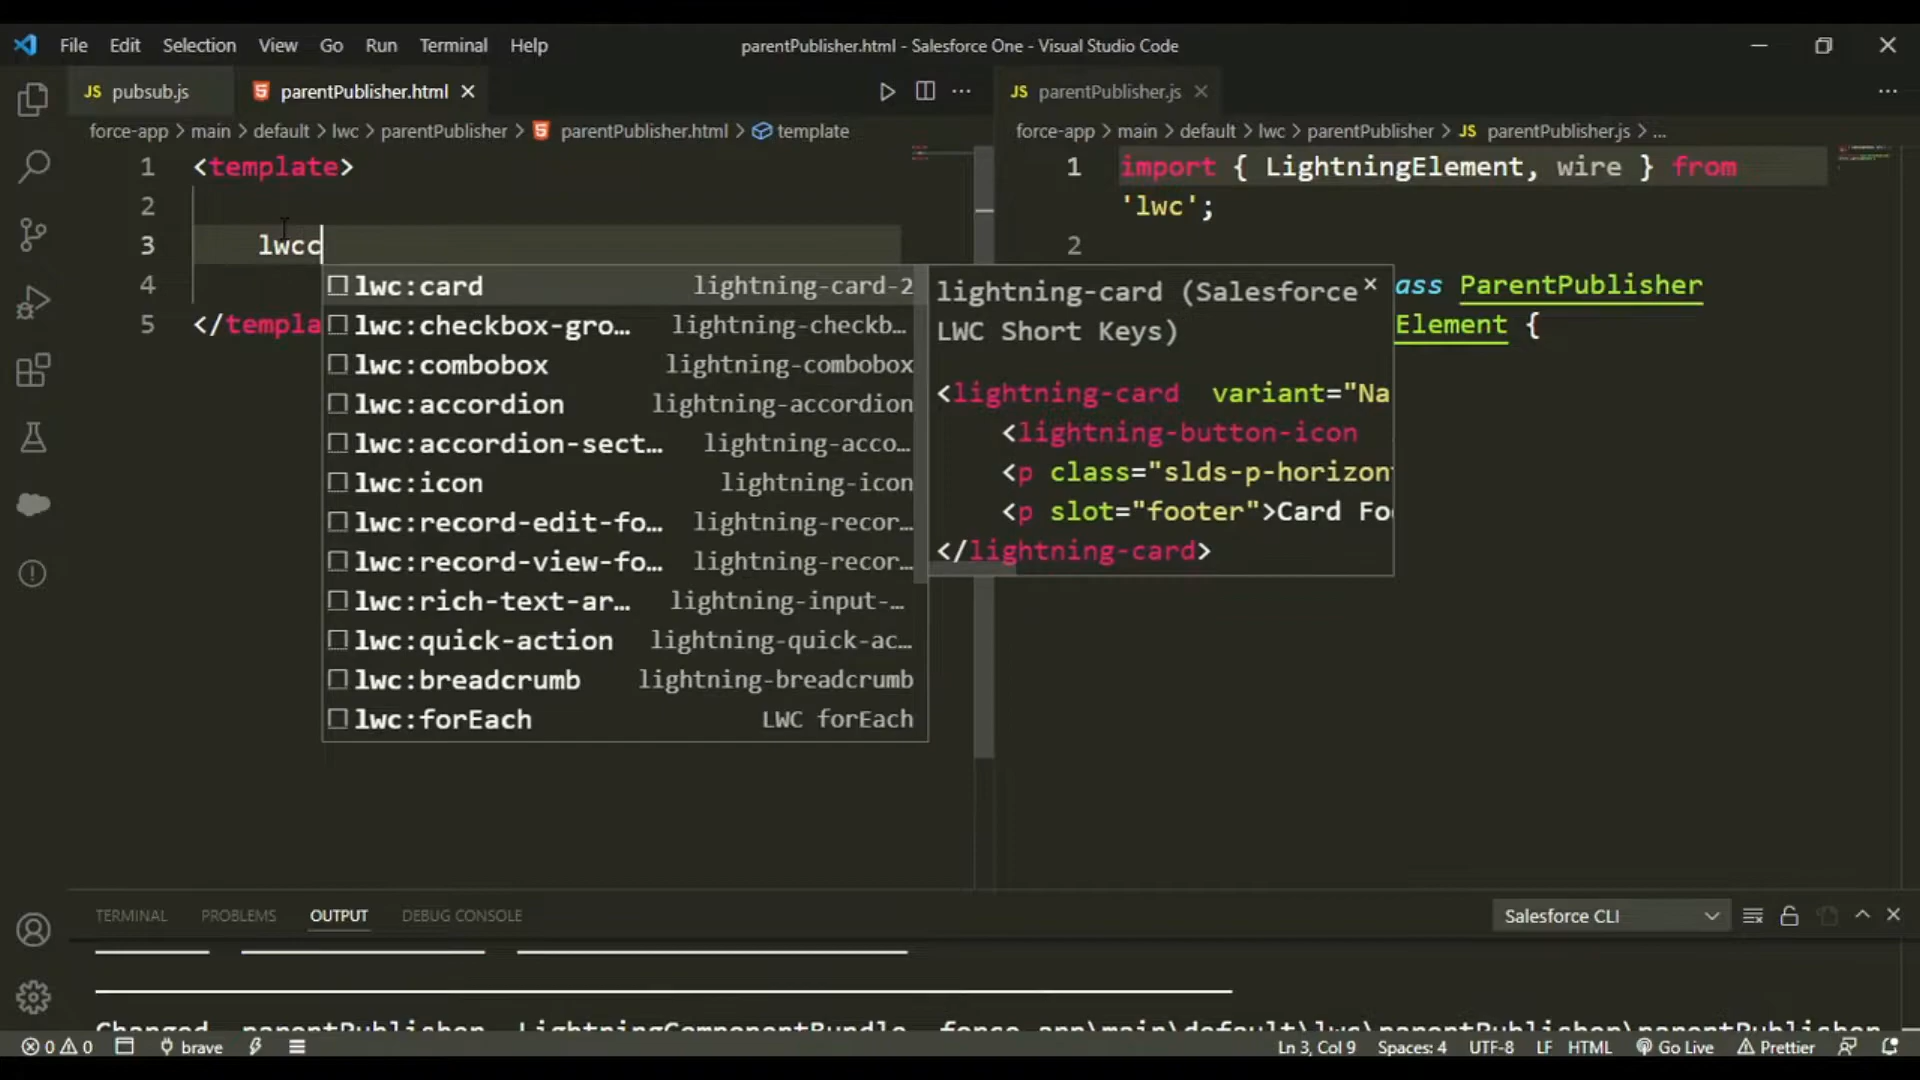 File Edit Selection View Go Run Terminal Help
parentPublisher.html - Salesforce One - Visual Studio Code
JS pubsub.js
parentPublisher.html
force-app > main > default > lwc > parentPublisher > parentPublisher.html > template
1 <template>
2
3 lwcc
4
5 </templa
lwc:card lightning-card-2
lwc:checkbox-gro… lightning-checkb…
lwc:combobox lightning-combobox
lwc:accordion lightning-accordion
lwc:accordion-sect… lightning-acco…
lwc:icon lightning-icon
lwc:record-edit-fo… lightning-recor…
lwc:record-view-fo… lightning-recor…
lwc:rich-text-ar… lightning-input-…
lwc:quick-action lightning-quick-ac…
lwc:breadcrumb lightning-breadcrumb
lwc:forEach LWC forEach
lightning-card (Salesforce
LWC Short Keys)
<lightning-card variant="Na
<lightning-button-icon
<p class="slds-p-horizon
<p slot="footer">Card Fo
</lightning-card>
JS parentPublisher.js
force-app > main > default > lwc > parentPublisher > JS parentPublisher.js > ...
1 import { LightningElement, wire } from
'lwc';
2
ass ParentPublisher
Element {
TERMINAL PROBLEMS OUTPUT DEBUG CONSOLE
Salesforce CLI
Changed parentPublisher LightningComponentBundle force-app\main\default\lwc\parentPublisher\parentPublisher
0 0 brave
Ln 3, Col 9 Spaces: 4 UTF-8 LF HTML Go Live Prettier